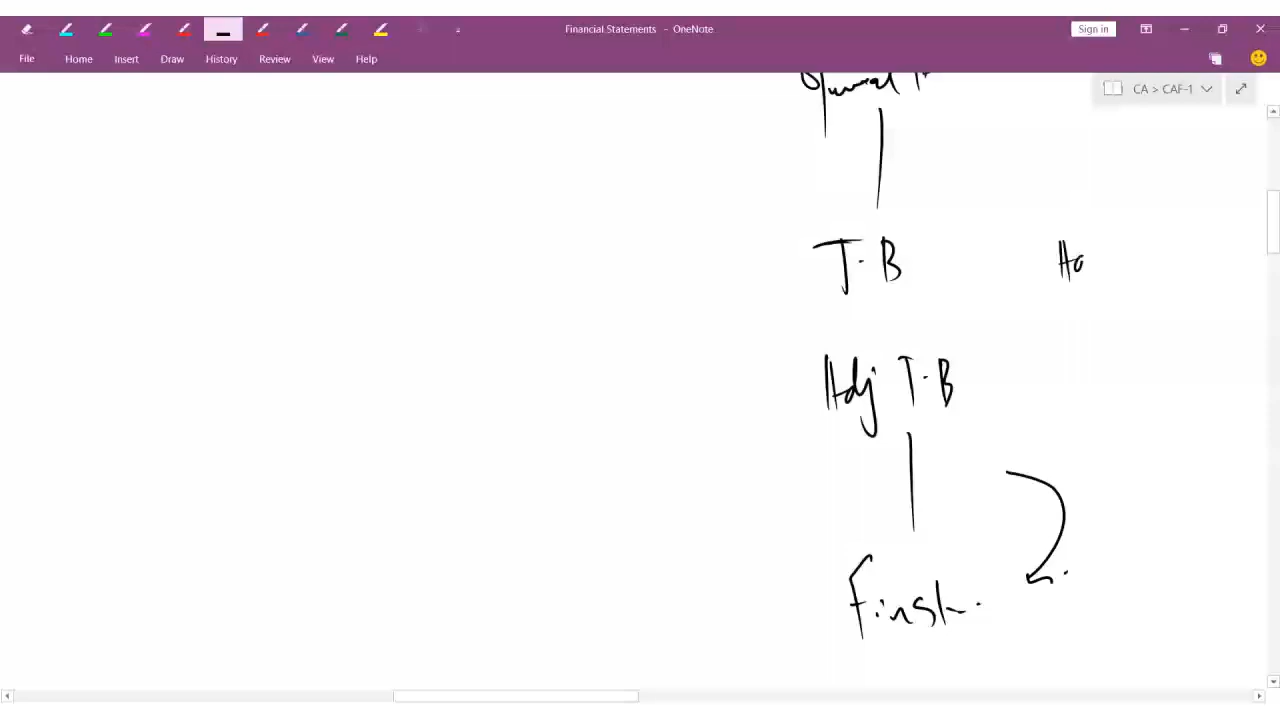 Financial Statements - OneNote
Sign in
File Home Insert Draw History Review View Help
CA > CAF-1
T.B
Adj T.B